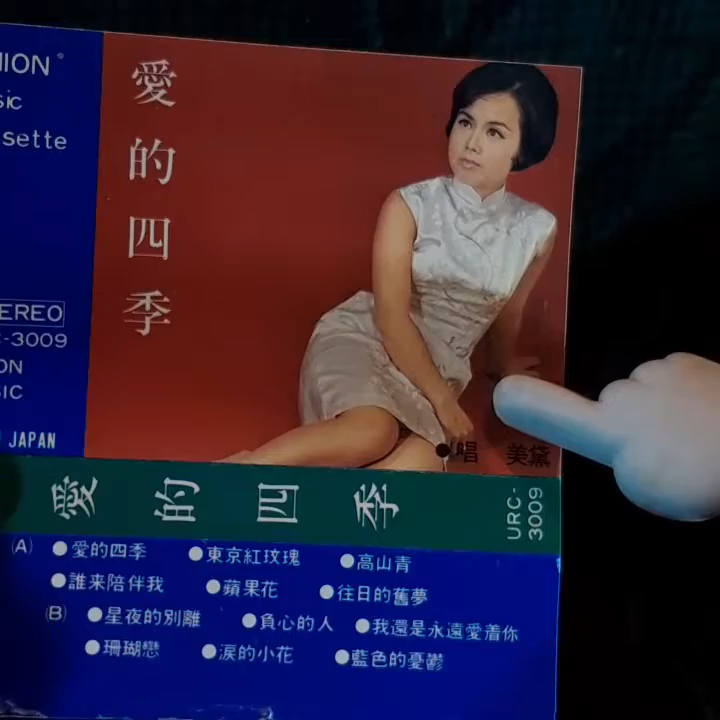 愛的四季
NION®
sic
sette
EREO
-3009
ON
IC
JAPAN
●唱 美黛
愛的四季
URC-
3009
(A) ●愛的四季 ●東京紅玫瑰 ●高山青
●誰来陪伴我 ●蘋果花 ●往日的舊夢
(B) ●星夜的別離 ●負心的人 ●我還是永遠愛着你
●珊瑚戀 ●淚的小花 ●藍色的憂鬱